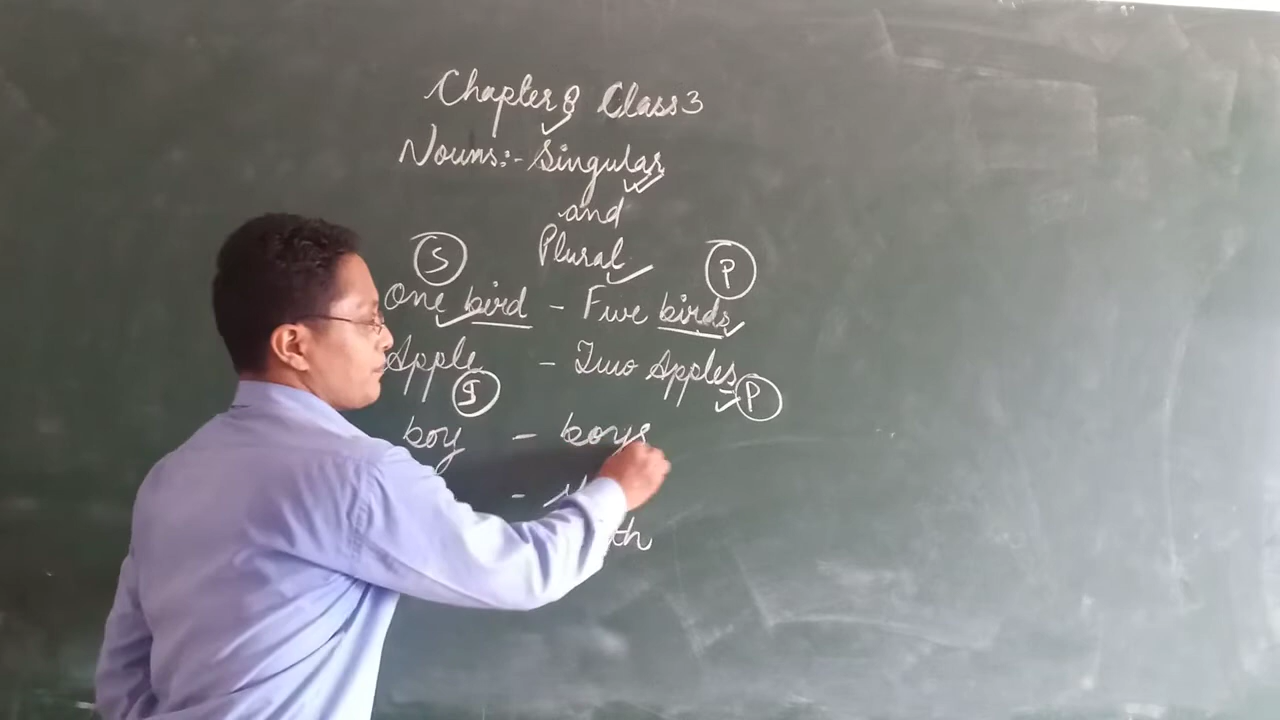 Chapter 8 Class 3
Nouns:- Singular
and
Plural
S P
One bird - Five birds
Apple - Two Apples
S P
boy - boys
-